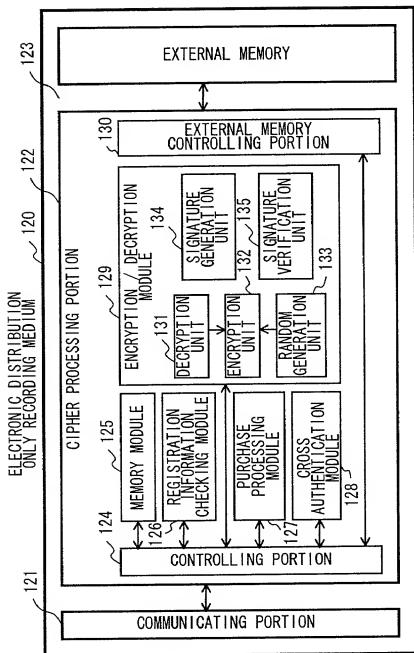 ELECTRONIC DISTRIBUTION
ONLY RECORDING MEDIUM
120
121
COMMUNICATING PORTION
122
CIPHER PROCESSING PORTION
124
CONTROLLING PORTION
125
MEMORY MODULE
126
REGISTRATION
INFORMATION
CHECKING MODULE
127
PURCHASE
PROCESSING
MODULE
128
CROSS
AUTHENTICATION
MODULE
129
ENCRYPTION / DECRYPTION
MODULE
131
DECRYPTION
UNIT
132
ENCRYPTION
UNIT
133
RANDOM
GENERATION
UNIT
134
SIGNATURE
GENERATION
UNIT
135
SIGNATURE
VERIFICATION
UNIT
130
EXTERNAL MEMORY
CONTROLLING PORTION
123
EXTERNAL MEMORY